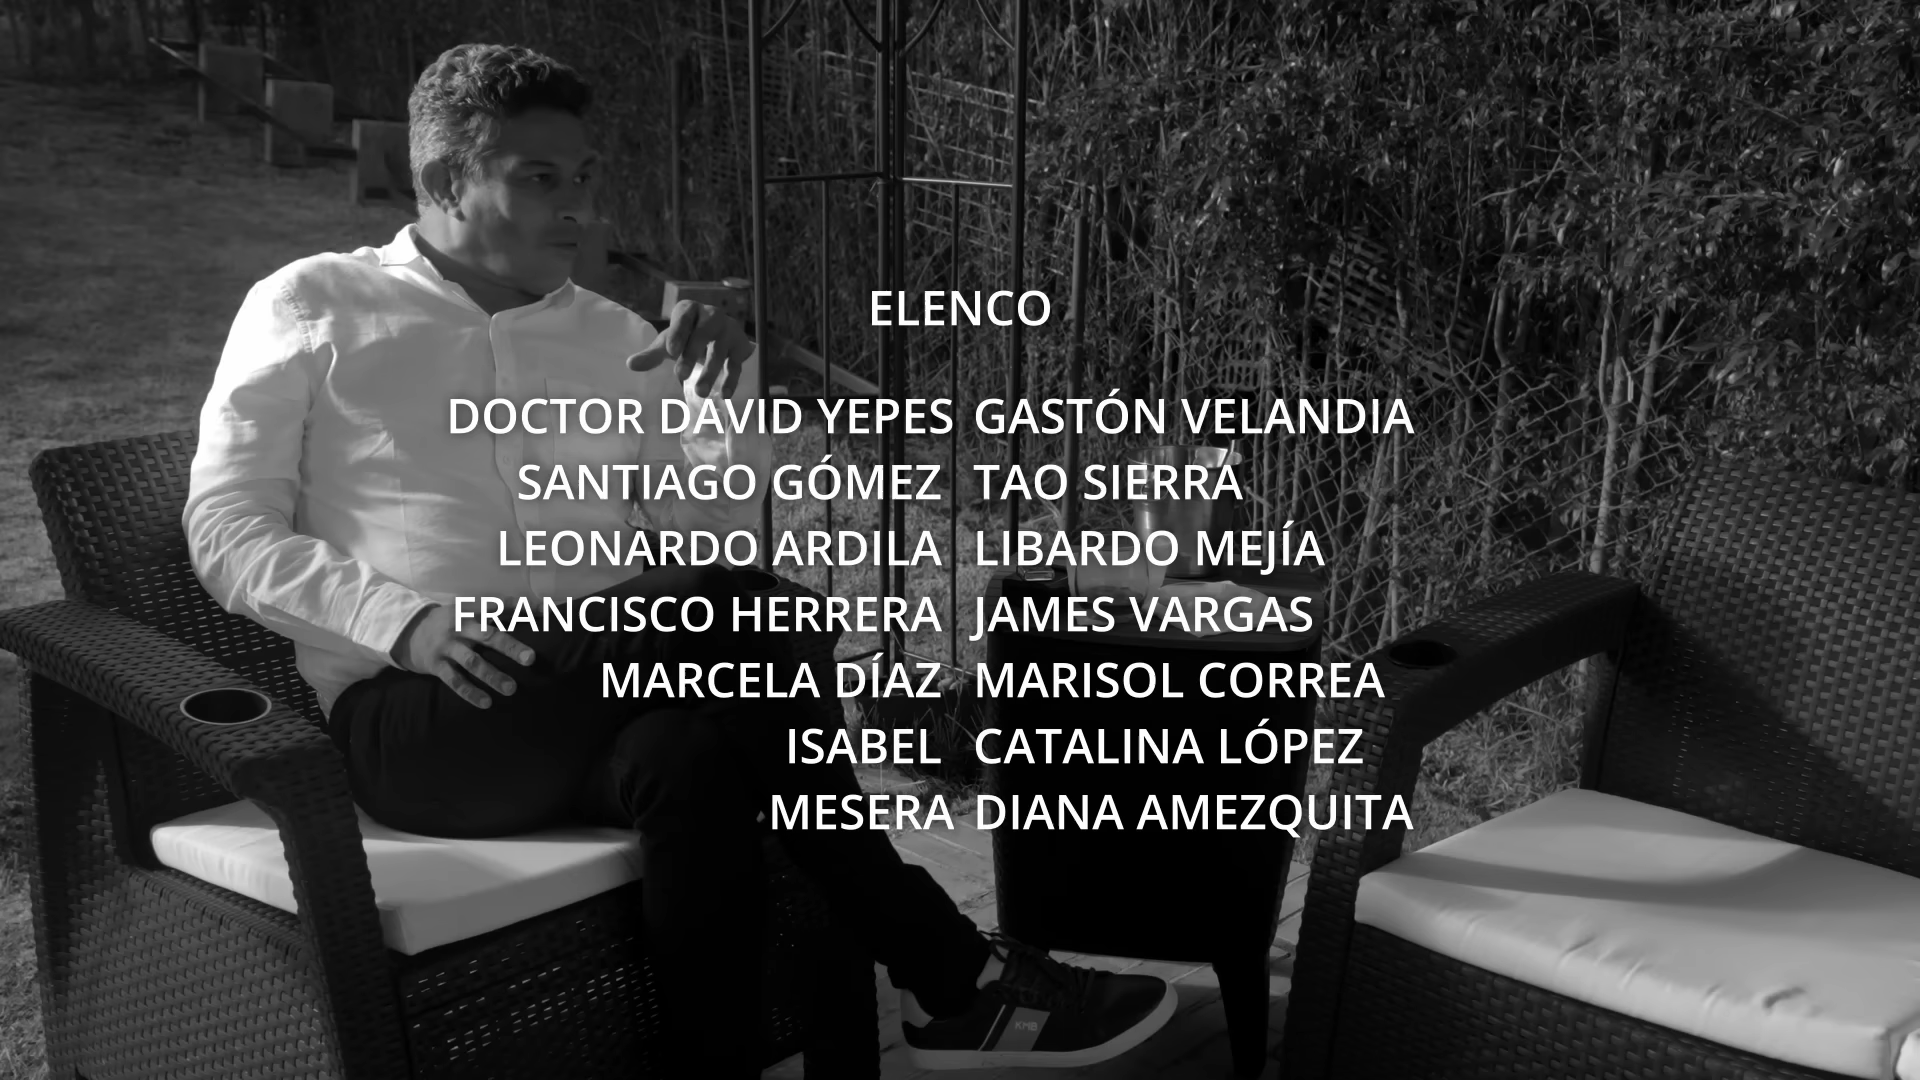 ELENCO
DOCTOR DAVID YEPES GASTÓN VELANDIA
SANTIAGO GÓMEZ TAO SIERRA
LEONARDO ARDILA LIBARDO MEJÍA
FRANCISCO HERRERA JAMES VARGAS
MARCELA DÍAZ MARISOL CORREA
ISABEL CATALINA LÓPEZ
MESERA DIANA AMEZQUITA
KMB